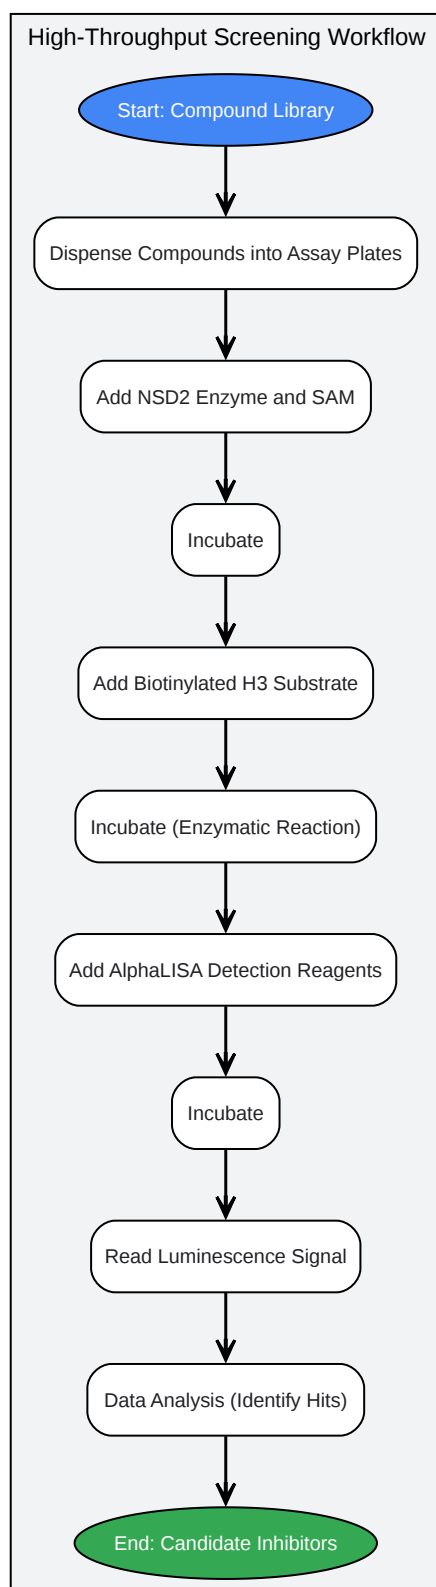 High-Throughput Screening Workflow
Start: Compound Library
Dispense Compounds into Assay Plates
Add NSD2 Enzyme and SAM
Incubate
Add Biotinylated H3 Substrate
Incubate (Enzymatic Reaction)
Add AlphaLISA Detection Reagents
Incubate
Read Luminescence Signal
Data Analysis (Identify Hits)
End: Candidate Inhibitors